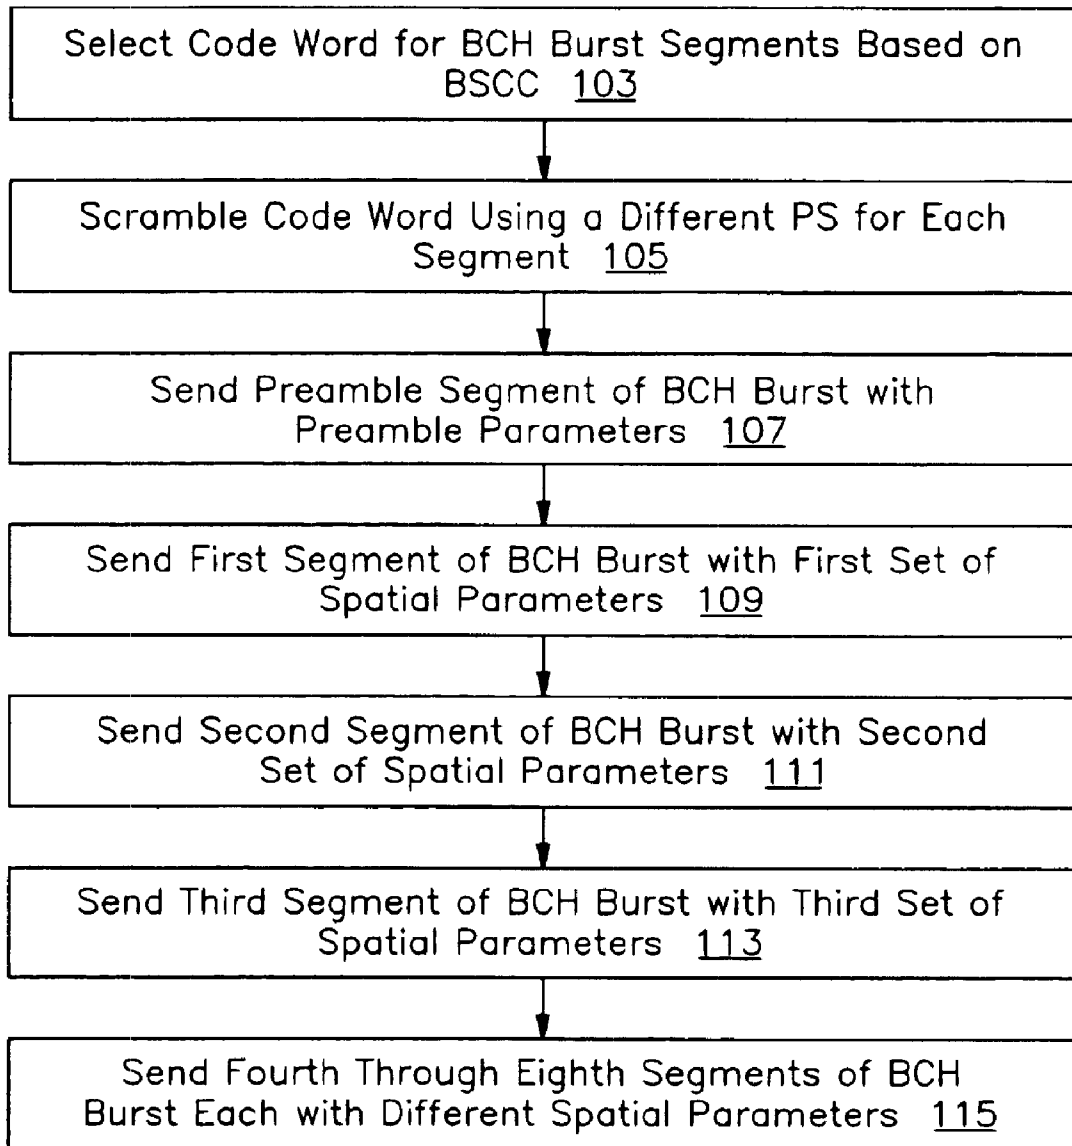 Select Code Word for BCH Burst Segments Based on
BSCC 103
Scramble Code Word Using a Different PS for Each
Segment 105
Send Preamble Segment of BCH Burst with
Preamble Parameters 107
Send First Segment of BCH Burst with First Set of
Spatial Parameters 109
Send Second Segment of BCH Burst with Second
Set of Spatial Parameters 111
Send Third Segment of BCH Burst with Third Set of
Spatial Parameters 113
Send Fourth Through Eighth Segments of BCH
Burst Each with Different Spatial Parameters 115